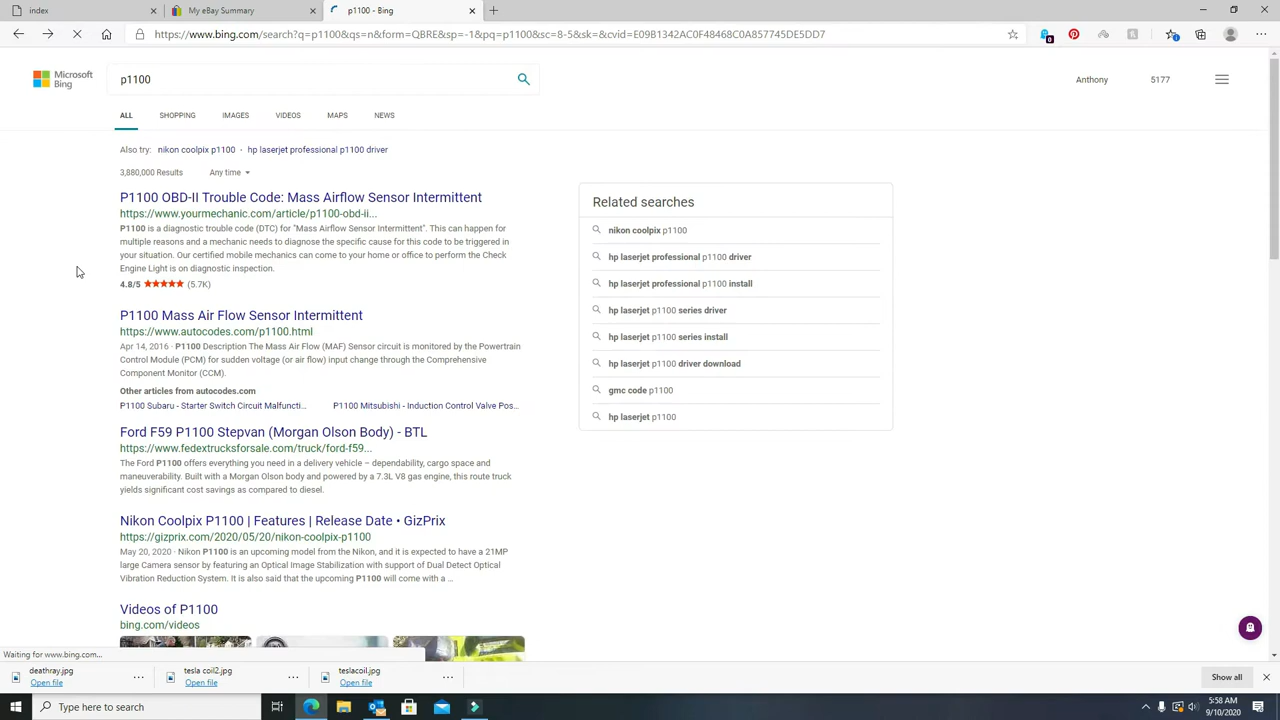 index
My eBay Summary
p1100 - Bing
https://www.bing.com/search?q=p1100&qs=n&form=QBRE&sp=-1&pq=p1100&sc=8-5&sk=&cvid=E09B1342AC0F48468C0A857745DE5DD7
0
Microsoft Bing
p1100
Anthony
5177
ALL
SHOPPING
IMAGES
VIDEOS
MAPS
NEWS
Also try: nikon coolpix p1100 · hp laserjet professional p1100 driver
3,880,000 Results
Any time
P1100 OBD-II Trouble Code: Mass Airflow Sensor Intermittent
https://www.yourmechanic.com/article/p1100-obd-ii...
P1100 is a diagnostic trouble code (DTC) for "Mass Airflow Sensor Intermittent". This can happen for
multiple reasons and a mechanic needs to diagnose the specific cause for this code to be triggered in
your situation. Our certified mobile mechanics can come to your home or office to perform the Check
Engine Light is on diagnostic inspection.
4.8/5 ★★★★★ (5.7K)
P1100 Mass Air Flow Sensor Intermittent
https://www.autocodes.com/p1100.html
Apr 14, 2016 · P1100 Description The Mass Air Flow (MAF) Sensor circuit is monitored by the Powertrain
Control Module (PCM) for sudden voltage (or air flow) input change through the Comprehensive
Component Monitor (CCM).
Other articles from autocodes.com
P1100 Subaru - Starter Switch Circuit Malfuncti...
P1100 Mitsubishi - Induction Control Valve Pos...
Ford F59 P1100 Stepvan (Morgan Olson Body) - BTL
https://www.fedextrucksforsale.com/truck/ford-f59...
The Ford P1100 offers everything you need in a delivery vehicle – dependability, cargo space and
maneuverability. Built with a Morgan Olson body and powered by a 7.3L V8 gas engine, this route truck
yields significant cost savings as compared to diesel.
Nikon Coolpix P1100 | Features | Release Date • GizPrix
https://gizprix.com/2020/05/20/nikon-coolpix-p1100
May 20, 2020 · Nikon P1100 is an upcoming model from the Nikon, and it is expected to have a 21MP
large Camera sensor by featuring an Optical Image Stabilization with support of Dual Detect Optical
Vibration Reduction System. It is also said that the upcoming P1100 will come with a ...
Videos of P1100
bing.com/videos
Related searches
nikon coolpix p1100
hp laserjet professional p1100 driver
hp laserjet professional p1100 install
hp laserjet p1100 series driver
hp laserjet p1100 series install
hp laserjet p1100 driver download
gmc code p1100
hp laserjet p1100
Waiting for www.bing.com...
deathray.jpg
Open file
tesla coil2.jpg
Open file
teslacoil.jpg
Open file
Show all
Type here to search
5:58 AM
9/10/2020